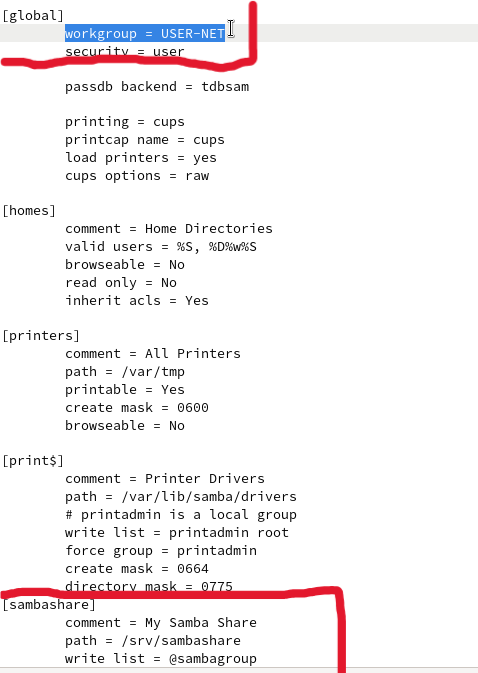 [global]
workgroup = USER-NET
security = user
passdb backend = tdbsam
printing = cups
printcap name = cups
load printers = yes
cups options = raw
[homes]
comment = Home Directories
valid users = %S, %D%w%S
browseable = No
read only = No
inherit acls = Yes
[printers]
comment = All Printers
path = /var/tmp
printable = Yes
create mask = 0600
browseable = No
[print$]
comment = Printer Drivers
path = /var/lib/samba/drivers
# printadmin is a local group
write list = printadmin root
force group = printadmin
create mask = 0664
directory mask = 0775
[sambashare]
comment = My Samba Share
path = /srv/sambashare
write list = @sambagroup